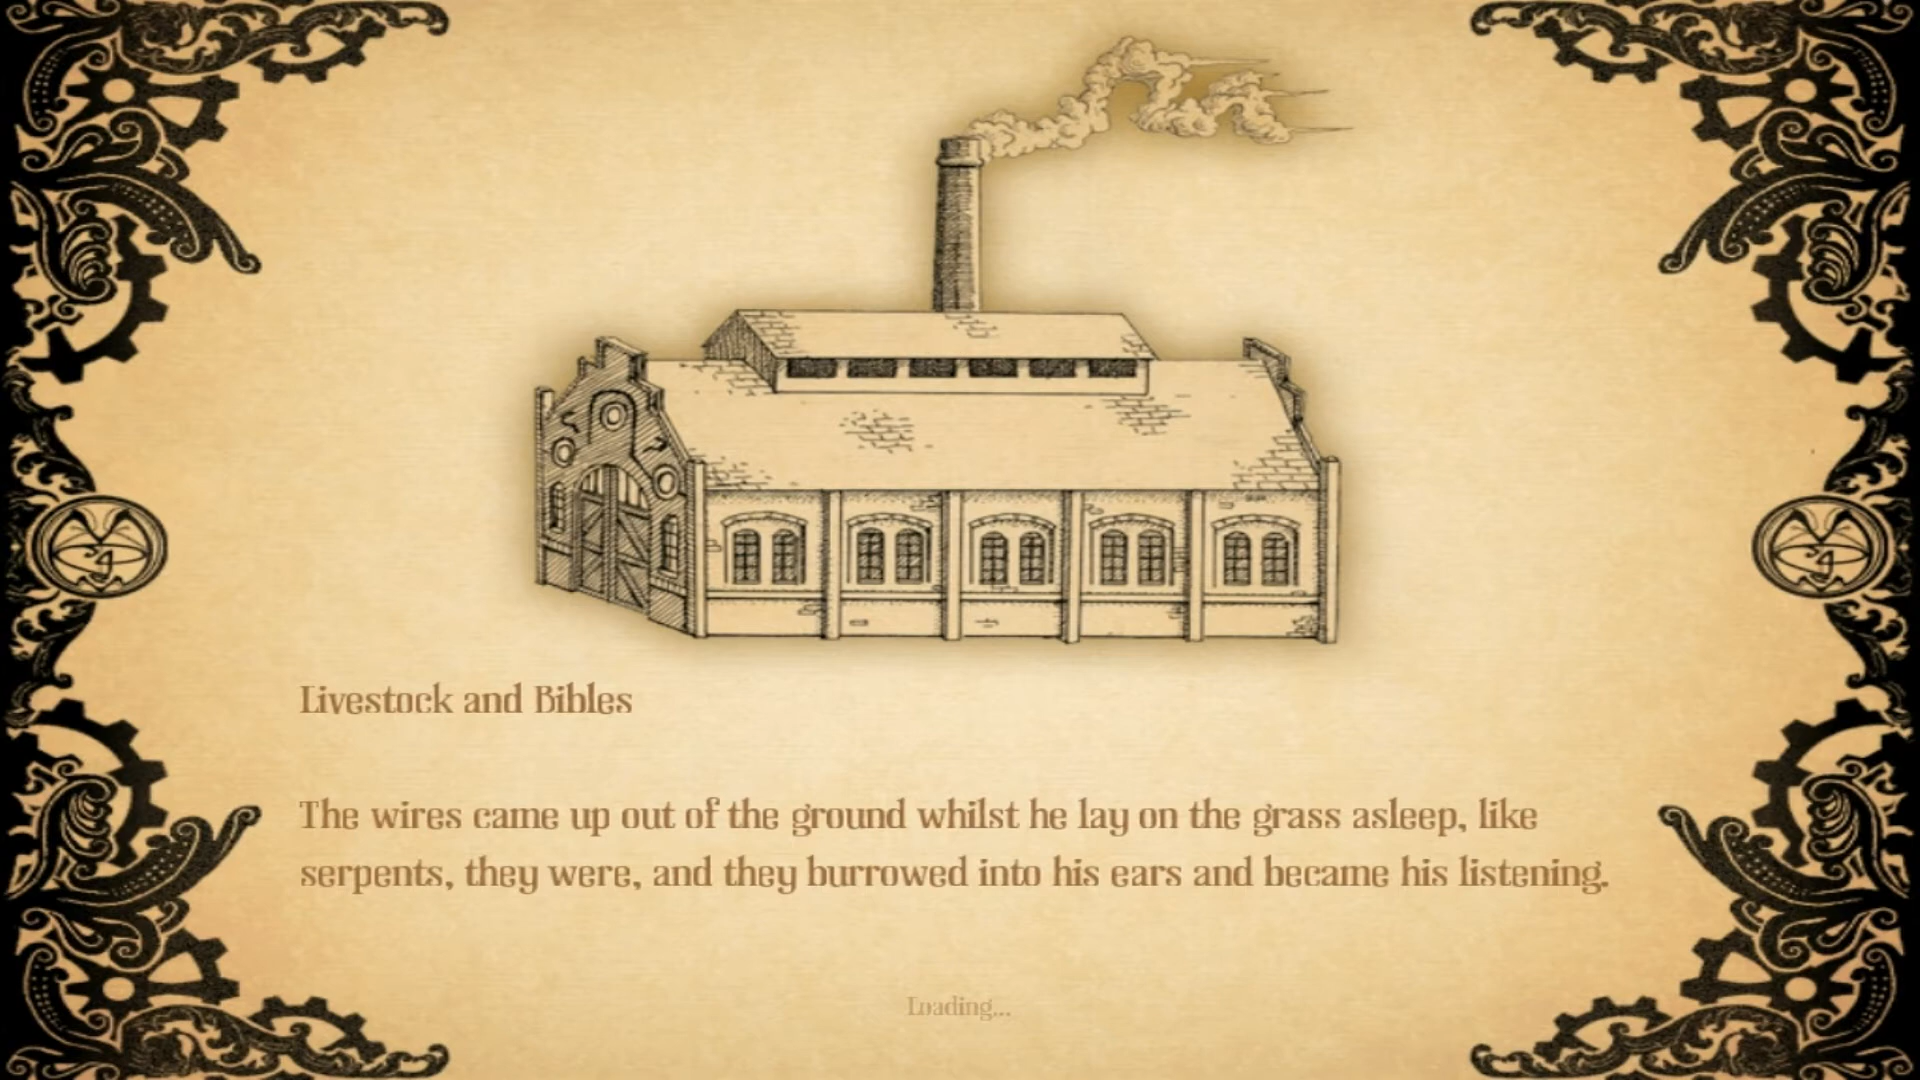 Livestock and Bibles
The wires came up out of the ground whilst he lay on the grass asleep, like
serpents, they were, and they burrowed into his ears and became his listening.
Loading...